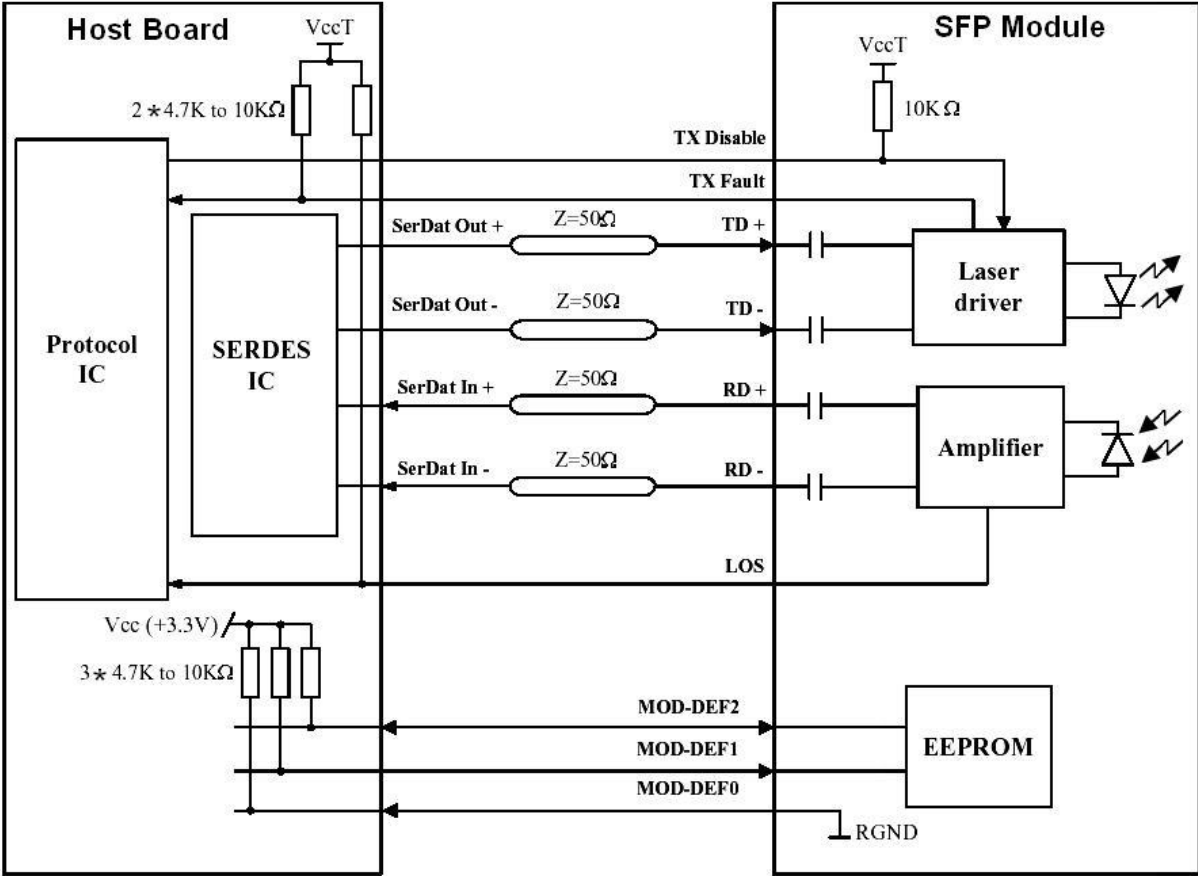 Host Board
SFP Module
VccT
VccT
2*4.7K to 10KΩ
10KΩ
TX Disable
TX Fault
SerDat Out +
Z=50Ω
TD +
SerDat Out -
Z=50Ω
TD -
Laser
driver
Protocol
IC
SERDES
IC
SerDat In +
Z=50Ω
RD +
SerDat In -
Z=50Ω
RD -
Amplifier
LOS
Vcc (+3.3V)
3*4.7K to 10KΩ
MOD-DEF2
MOD-DEF1
MOD-DEF0
EEPROM
RGND